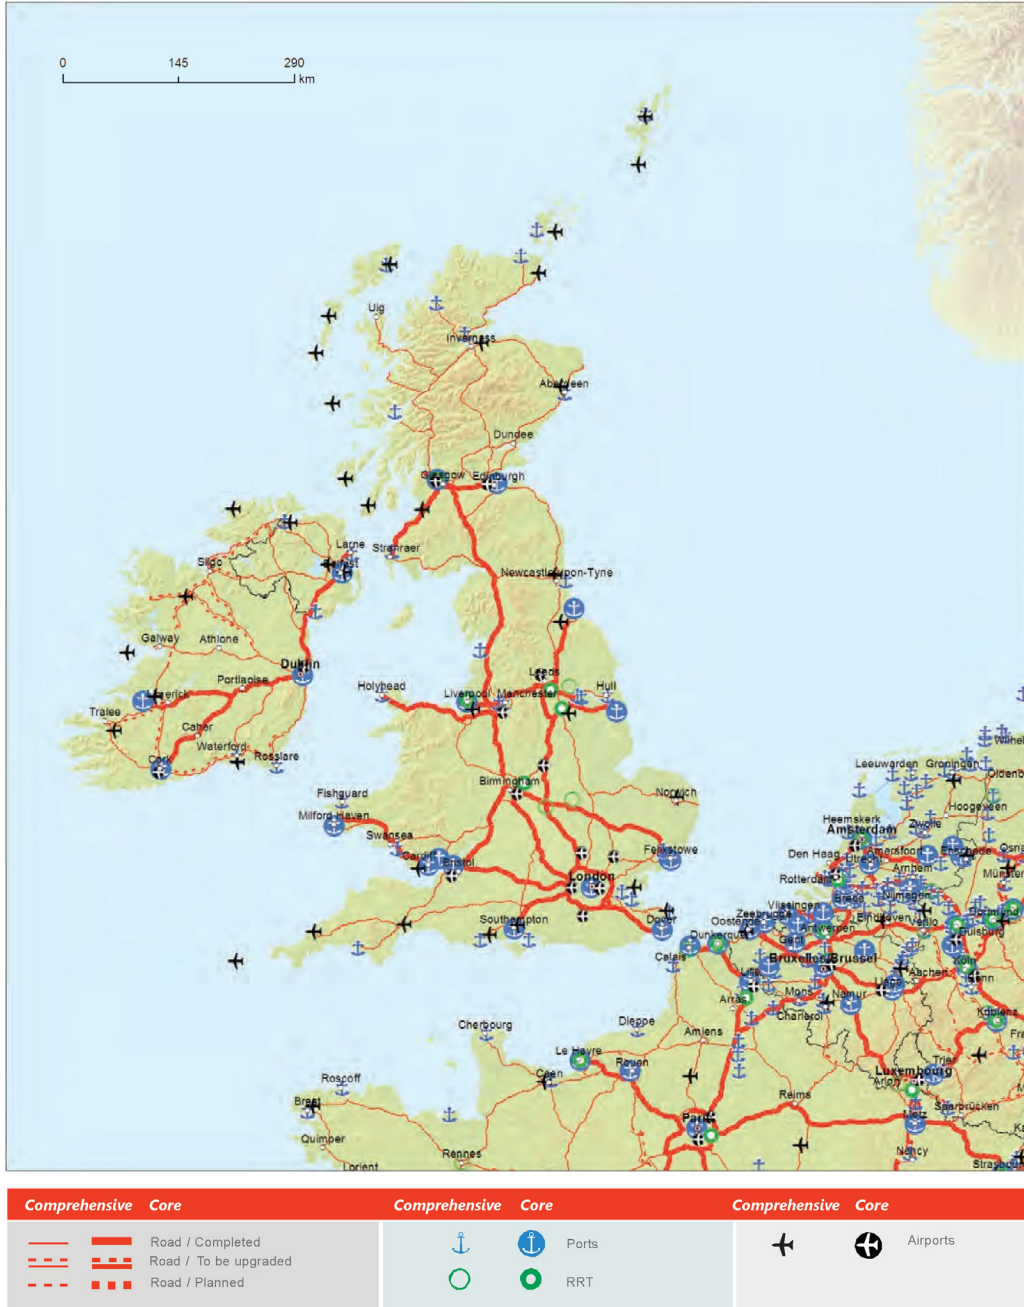 0 145 290
km
Uig
Inverness
Aberdeen
Dundee
Glasgow Edinburgh
Larne
Stranraer
Sligo
Belfast
Newcastle-upon-Tyne
Galway Athlone
Dublin
Leeds
Portlaoise
Holyhead
Liverpool Manchester
Hull
Limerick
Tralee
Caher
Waterford
Cork
Rosslare
Birmingham
Norwich
Leeuwarden Groningen
Fishguard
Milford Haven
Hoogeveen
Swansea
Heemskerk
Zwolle
Amsterdam
Cardiff
Bristol
Felixstowe
Den Haag
Amersfoort
Enschede
Utrecht
Arnhem
London
Rotterdam
Münster
Breda
Nijmegen
Vlissingen
Zeebrugge
Southampton
Dover
Oostende
Eindhoven
Venlo
Dortmund
Antwerpen
Duisburg
Dunkerque
Gent
Calais
Bruxelles/Brussel
Köln
Lille
Aachen
Liège
Bonn
Mons
Namur
Arras
Charleroi
Cherbourg
Dieppe
Amiens
Koblenz
Le Havre
Rouen
Trier
Caen
Luxembourg
Arlon
Roscoff
Reims
Brest
Paris
Metz
Saarbrücken
Quimper
Rennes
Nancy
Lorient
Strasbou
Comprehensive Core Comprehensive Core Comprehensive Core
Road / Completed
Ports
Airports
Road / To be upgraded
Road / Planned
RRT